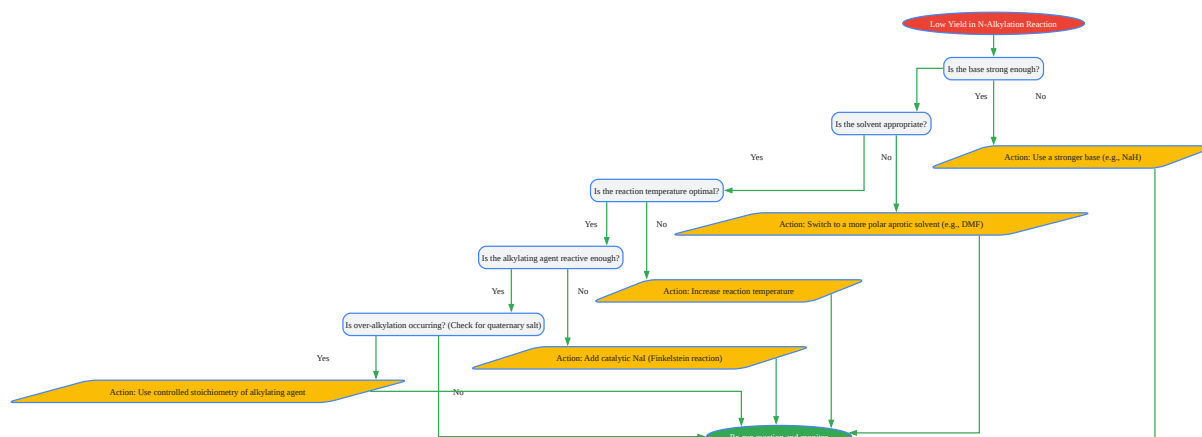 Low Yield in N-Alkylation Reaction
Is the base strong enough?
Yes
No
Is the solvent appropriate?
Action: Use a stronger base (e.g., NaH)
Yes
No
Is the reaction temperature optimal?
Action: Switch to a more polar aprotic solvent (e.g., DMF)
Yes
No
Is the alkylating agent reactive enough?
Action: Increase reaction temperature
Yes
No
Is over-alkylation occurring? (Check for quaternary salt)
Action: Add catalytic NaI (Finkelstein reaction)
Yes
Action: Use controlled stoichiometry of alkylating agent
No